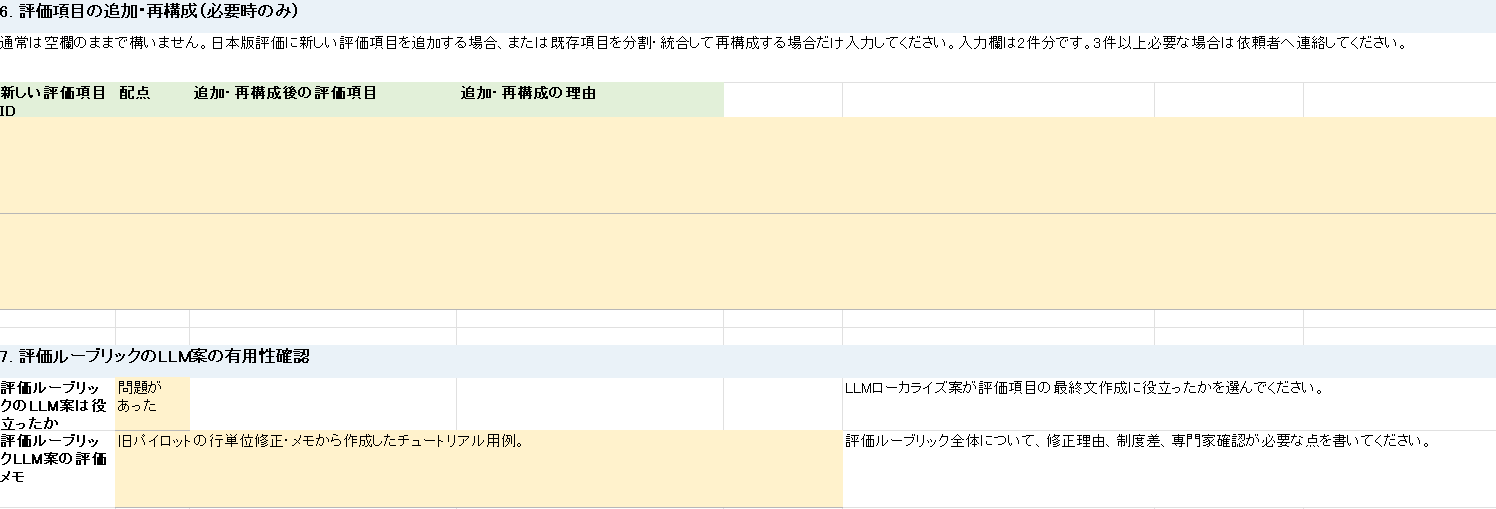 6. 評価項目の追加・再構成(必要時のみ)
通常は空欄のままで構いません。日本版評価に新しい評価項目を追加する場合、または既存項目を分割・統合して再構成する場合だけ入力してください。入力欄は2件分です。3件以上必要な場合は依頼者へ連絡してください。
新しい評価項目 配点 追加・再構成後の評価項目 追加・再構成の理由
ID
7. 評価ルーブリックのLLM案の有用性確認
評価ルーブリッ 問題が LLMローカライズ案が評価項目の最終文作成に役立ったかを選んでください。
クのLLM案は役 あった
立ったか
評価ルーブリッ 旧パイロットの行単位修正・メモから作成したチュートリアル用例。 評価ルーブリック全体について、修正理由、制度差、専門家確認が必要な点を書いてください。
クLLM案の評価
メモ